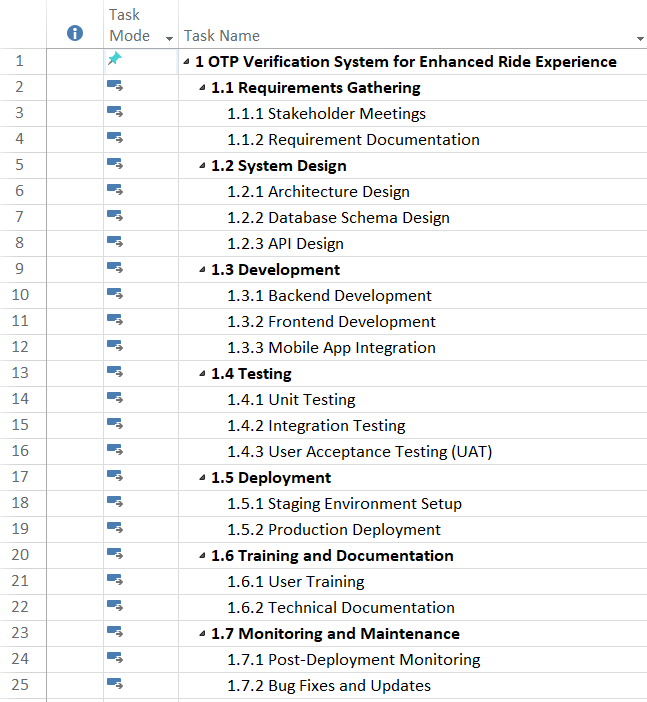 Task
Mode
Task Name
1 1 OTP Verification System for Enhanced Ride Experience
2 1.1 Requirements Gathering
3 1.1.1 Stakeholder Meetings
4 1.1.2 Requirement Documentation
5 1.2 System Design
6 1.2.1 Architecture Design
7 1.2.2 Database Schema Design
8 1.2.3 API Design
9 1.3 Development
10 1.3.1 Backend Development
11 1.3.2 Frontend Development
12 1.3.3 Mobile App Integration
13 1.4 Testing
14 1.4.1 Unit Testing
15 1.4.2 Integration Testing
16 1.4.3 User Acceptance Testing (UAT)
17 1.5 Deployment
18 1.5.1 Staging Environment Setup
19 1.5.2 Production Deployment
20 1.6 Training and Documentation
21 1.6.1 User Training
22 1.6.2 Technical Documentation
23 1.7 Monitoring and Maintenance
24 1.7.1 Post-Deployment Monitoring
25 1.7.2 Bug Fixes and Updates